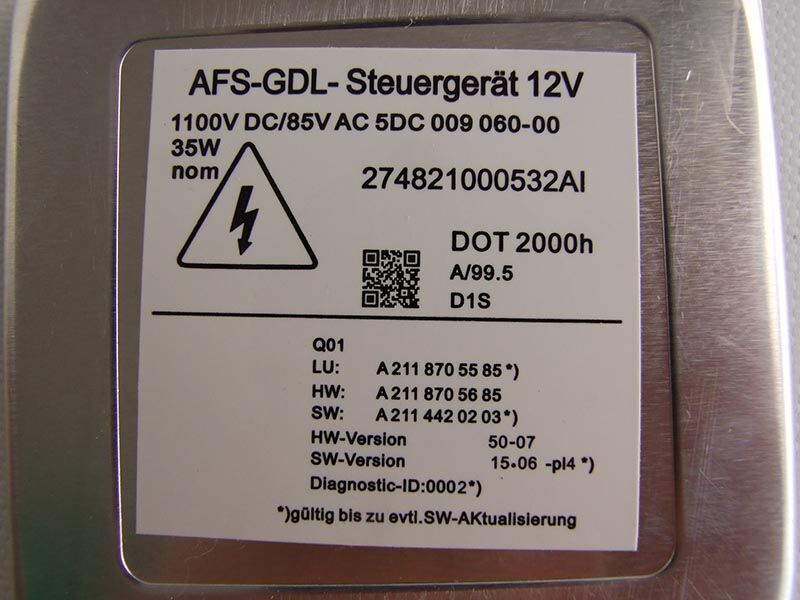 AFS-GDL- Steuergerät 12V
1100V DC/85V AC 5DC 009 060-00
35W
nom
274821000532AI
DOT 2000h
A/99.5
D1S
Q01
LU: A 211 870 55 85 *)
HW: A 211 870 56 85
SW: A 211 442 02 03 *)
HW-Version 50-07
SW-Version 15.06 -pl4 *)
Diagnostic-ID:0002*)
*)gültig bis zu evtl.SW-AKtualisierung